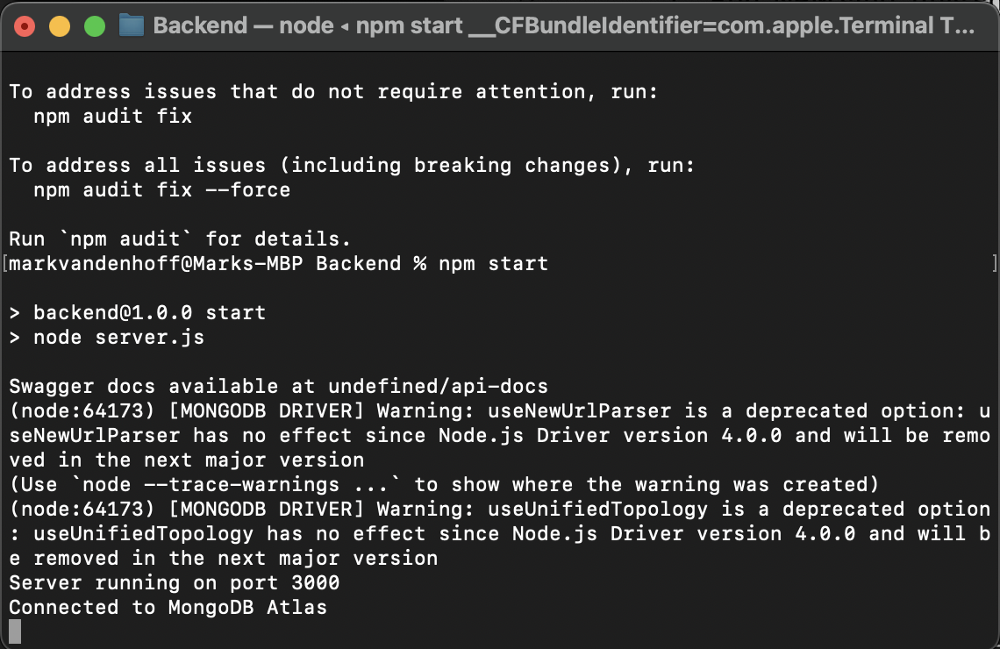 Backend — node ◂ npm start __CFBundleIdentifier=com.apple.Terminal T...
To address issues that do not require attention, run:
  npm audit fix
To address all issues (including breaking changes), run:
  npm audit fix --force
Run `npm audit` for details.
[markvandenhoff@Marks-MBP Backend % npm start ]
> backend@1.0.0 start
> node server.js
Swagger docs available at undefined/api-docs
(node:64173) [MONGODB DRIVER] Warning: useNewUrlParser is a deprecated option: u
seNewUrlParser has no effect since Node.js Driver version 4.0.0 and will be remo
ved in the next major version
(Use `node --trace-warnings ...` to show where the warning was created)
(node:64173) [MONGODB DRIVER] Warning: useUnifiedTopology is a deprecated option
: useUnifiedTopology has no effect since Node.js Driver version 4.0.0 and will b
e removed in the next major version
Server running on port 3000
Connected to MongoDB Atlas